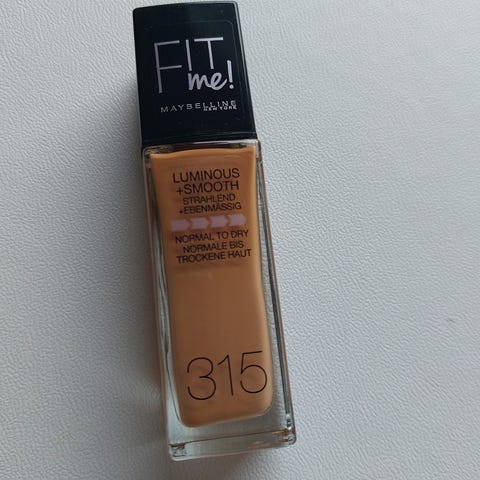 FIT
me!
MAYBELLINE
NEW YORK
LUMINOUS
+SMOOTH
STRAHLEND
+EBENMÄSSIG
NORMAL TO DRY
NORMALE BIS
TROCKENE HAUT
315